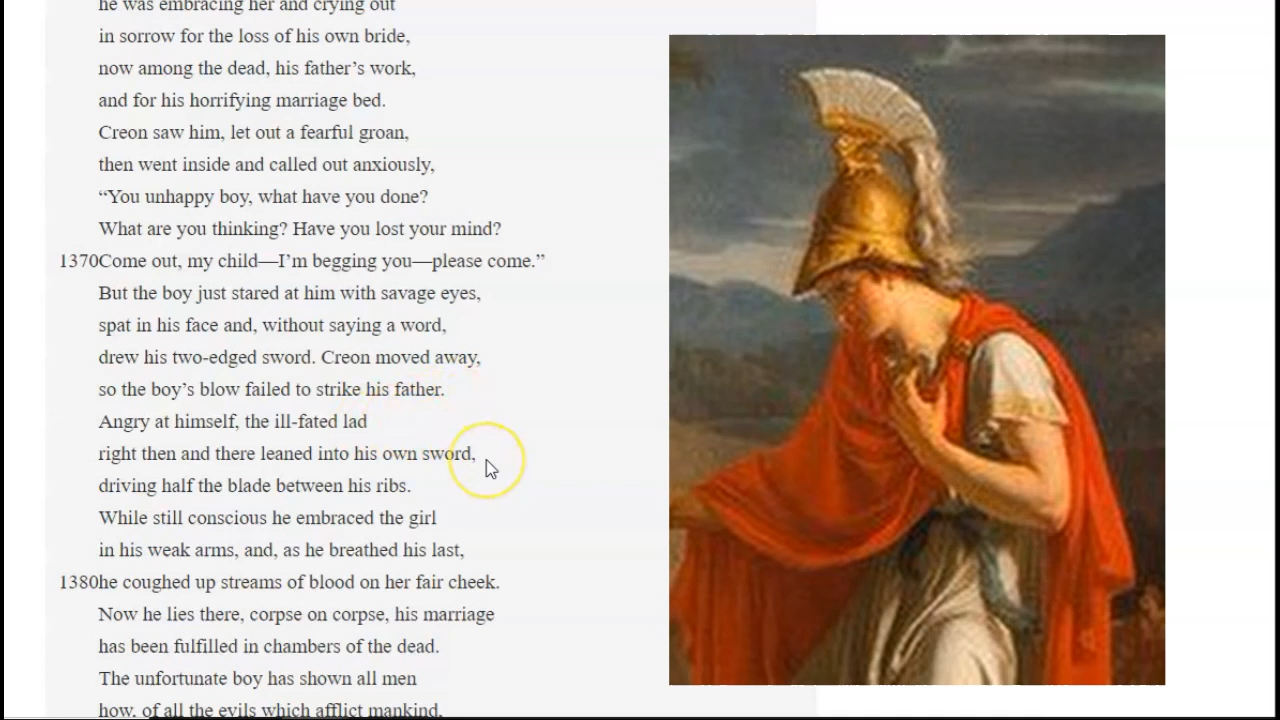 he was embracing her and crying out
in sorrow for the loss of his own bride,
now among the dead, his father’s work,
and for his horrifying marriage bed.
Creon saw him, let out a fearful groan,
then went inside and called out anxiously,
“You unhappy boy, what have you done?
What are you thinking? Have you lost your mind?
1370Come out, my child—I’m begging you—please come.”
But the boy just stared at him with savage eyes,
spat in his face and, without saying a word,
drew his two-edged sword. Creon moved away,
so the boy’s blow failed to strike his father.
Angry at himself, the ill-fated lad
right then and there leaned into his own sword,
driving half the blade between his ribs.
While still conscious he embraced the girl
in his weak arms, and, as he breathed his last,
1380he coughed up streams of blood on her fair cheek.
Now he lies there, corpse on corpse, his marriage
has been fulfilled in chambers of the dead.
The unfortunate boy has shown all men
how, of all the evils which afflict mankind,